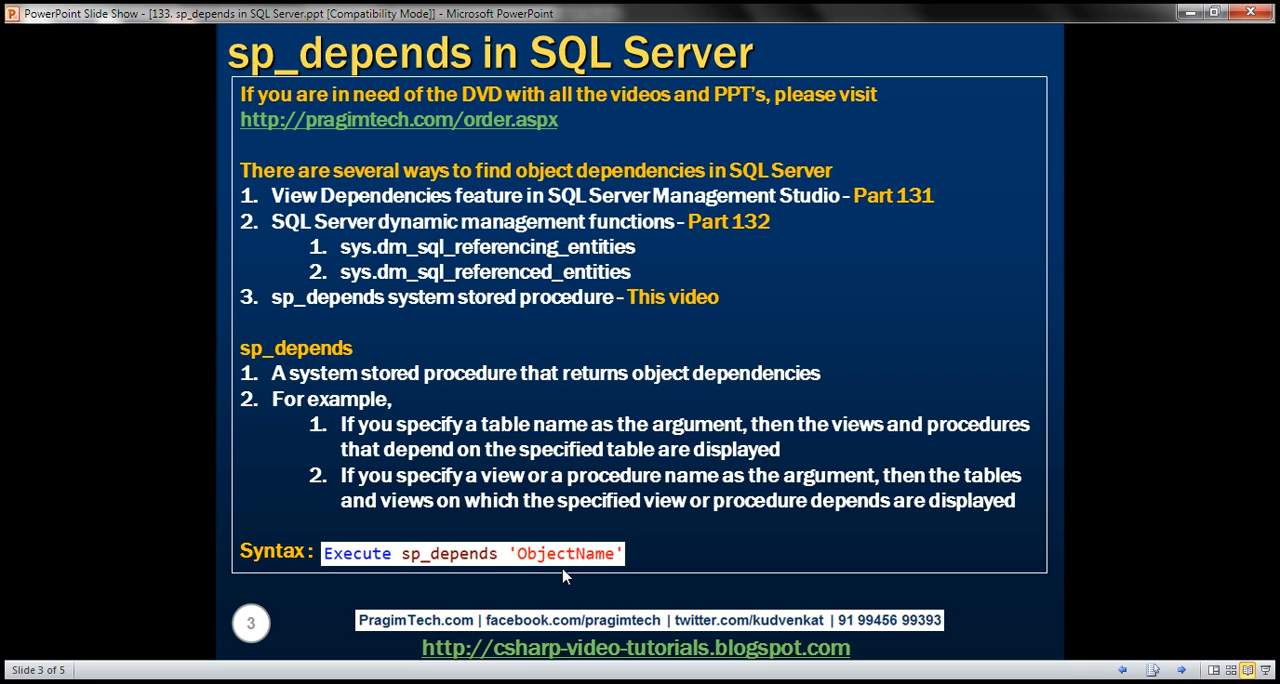 PowerPoint Slide Show - [133. sp_depends in SQL Server.ppt [Compatibility Mode]] - Microsoft PowerPoint
sp_depends in SQL Server
If you are in need of the DVD with all the videos and PPT's, please visit
http://pragimtech.com/order.aspx
There are several ways to find object dependencies in SQL Server
1. View Dependencies feature in SQL Server Management Studio - Part 131
2. SQL Server dynamic management functions - Part 132
1. sys.dm_sql_referencing_entities
2. sys.dm_sql_referenced_entities
3. sp_depends system stored procedure - This video
sp_depends
1. A system stored procedure that returns object dependencies
2. For example,
1. If you specify a table name as the argument, then the views and procedures
that depend on the specified table are displayed
2. If you specify a view or a procedure name as the argument, then the tables
and views on which the specified view or procedure depends are displayed
Syntax : Execute sp_depends 'ObjectName'
3
PragimTech.com | facebook.com/pragimtech | twitter.com/kudvenkat | 91 99456 99393
http://csharp-video-tutorials.blogspot.com
Slide 3 of 5